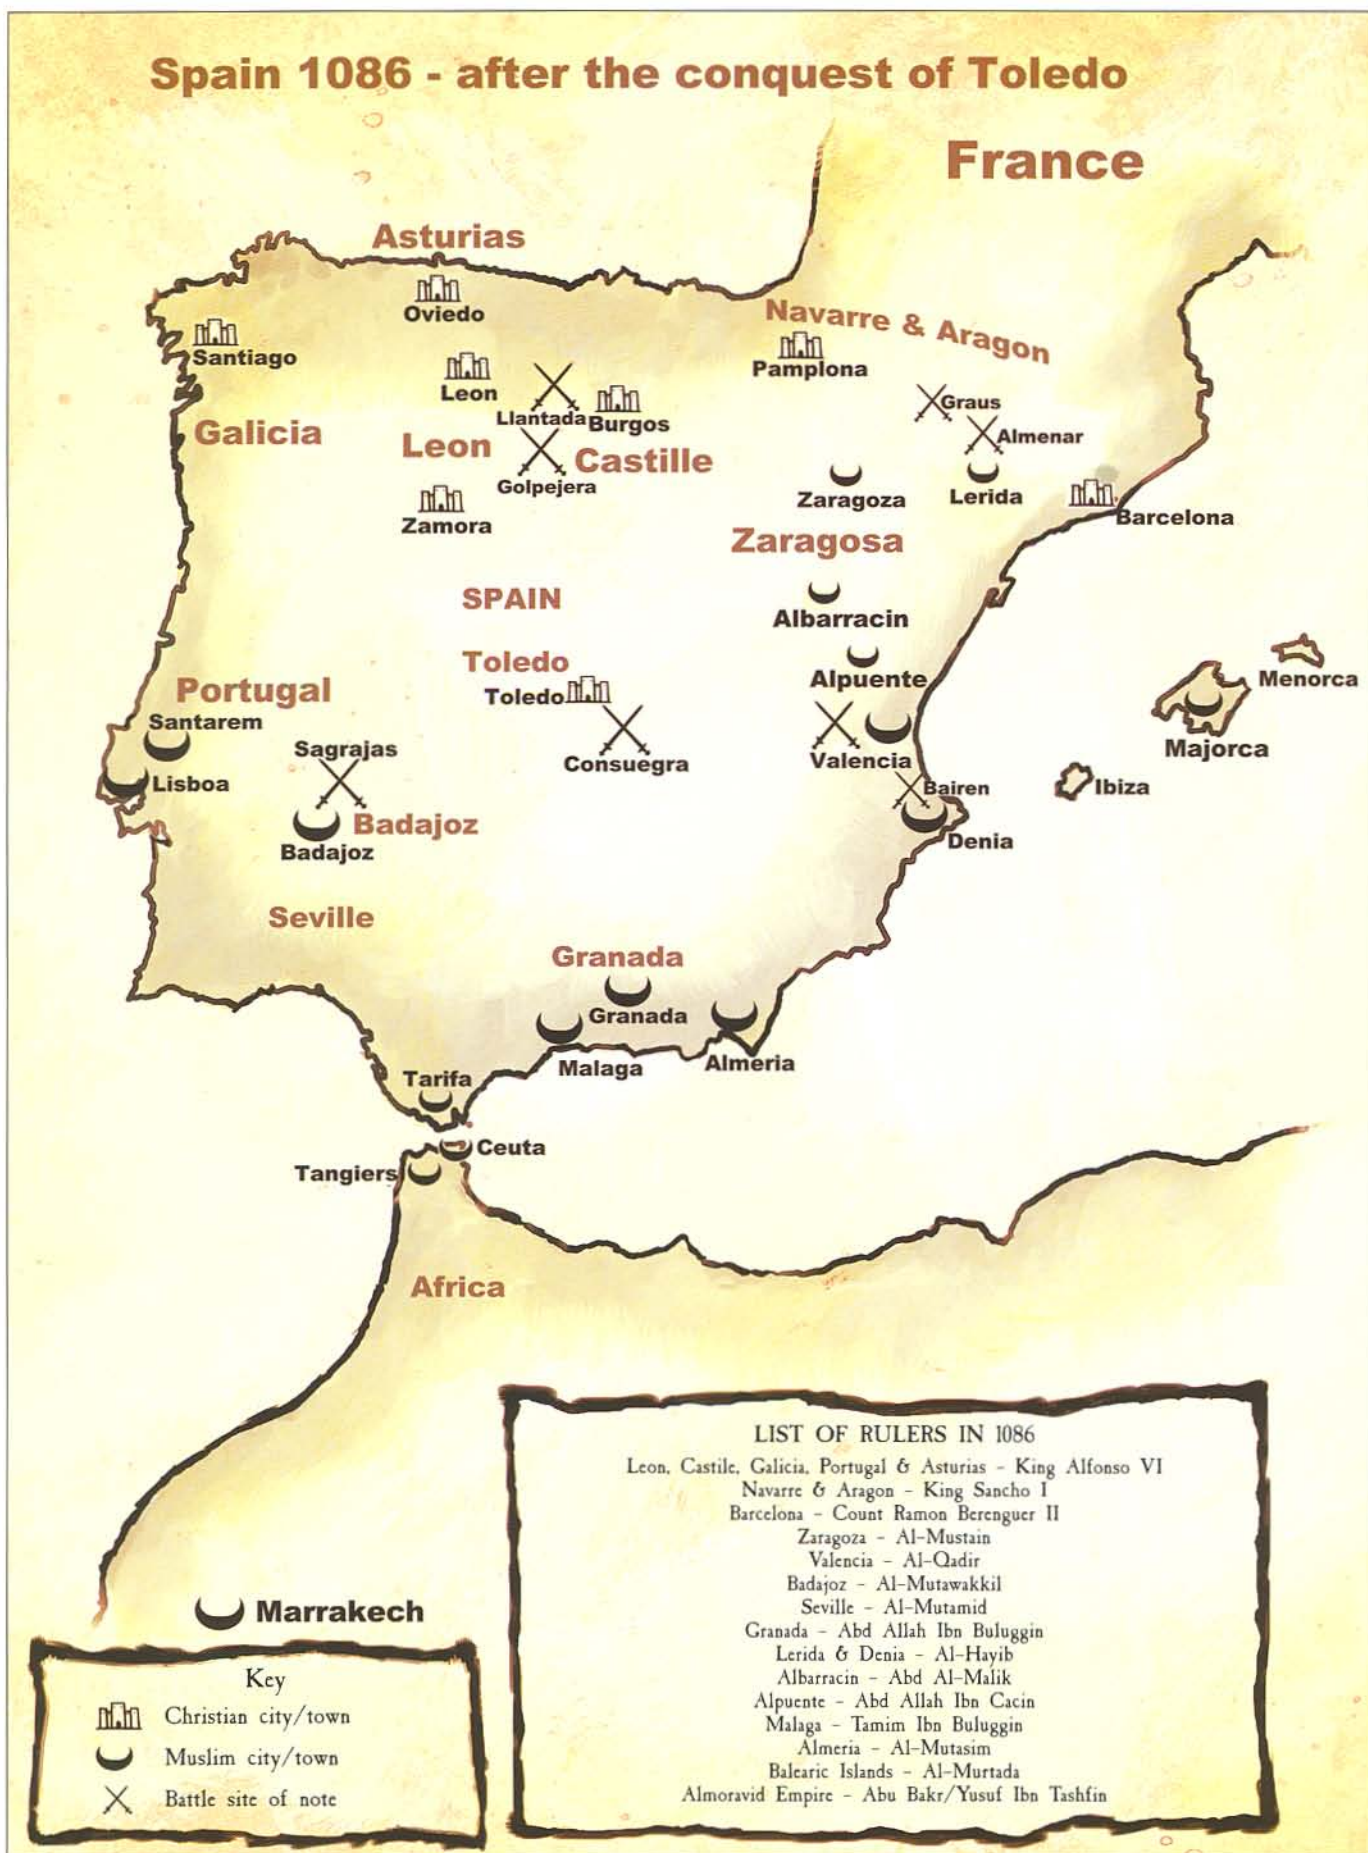 Spain 1086 - after the conquest of Toledo
France
Asturias
Oviedo
Santiago
Navarre & Aragon
Pamplona
Leon
Llantada
Burgos
Graus
Almenar
Galicia
Leon
Castille
Golpejera
Zamora
Zaragoza
Lerida
Barcelona
Zaragosa
SPAIN
Albarracin
Toledo
Toledo
Alpuente
Menorca
Portugal
Santarem
Sagrajas
Consuegra
Valencia
Majorca
Lisboa
Bairen
Ibiza
Badajoz
Badajoz
Denia
Seville
Granada
Granada
Malaga
Almeria
Tarifa
Ceuta
Tangiers
Africa
Marrakech
Key
Christian city/town
Muslim city/town
Battle site of note
LIST OF RULERS IN 1086
Leon, Castile, Galicia, Portugal & Asturias - King Alfonso VI
Navarre & Aragon - King Sancho I
Barcelona - Count Ramon Berenguer II
Zaragoza - Al-Mustain
Valencia - Al-Qadir
Badajoz - Al-Mutawakkil
Seville - Al-Mutamid
Granada - Abd Allah Ibn Buluggin
Lerida & Denia - Al-Hayib
Albarracin - Abd Al-Malik
Alpuente - Abd Allah Ibn Cacin
Malaga - Tamim Ibn Buluggin
Almeria - Al-Mutasim
Balearic Islands - Al-Murtada
Almoravid Empire - Abu Bakr/Yusuf Ibn Tashfin